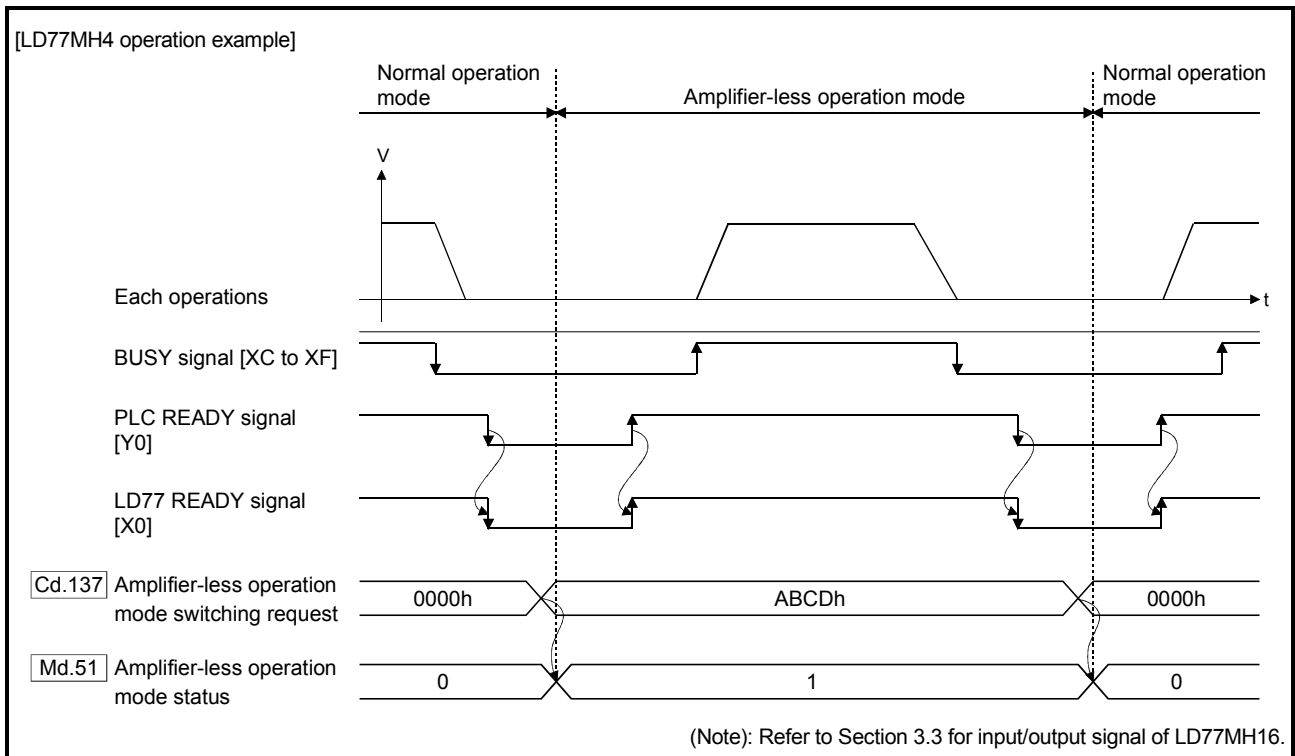 [LD77MH4 operation example]
Normal operation
mode
Amplifier-less operation mode
Normal operation
mode
V
Each operations
t
BUSY signal [XC to XF]
PLC READY signal
[Y0]
LD77 READY signal
[X0]
Cd.137 Amplifier-less operation
mode switching request
0000h
ABCDh
0000h
Md.51 Amplifier-less operation
mode status
0
1
0
(Note): Refer to Section 3.3 for input/output signal of LD77MH16.